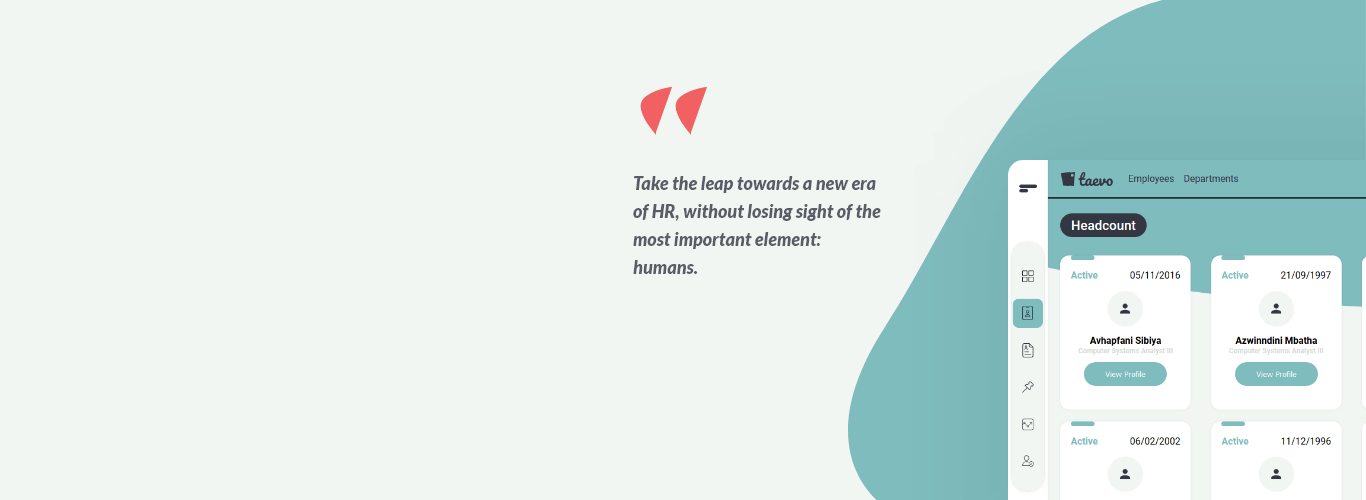 Take the leap towards a new era
of HR, without losing sight of the
most important element:
humans.
taevo Employees Departments
Headcount
Active 05/11/2016
Avhapfani Sibiya
Computer Systems Analyst III
View Profile
Active 21/09/1997
Azwinndini Mbatha
Computer Systems Analyst III
View Profile
Active 06/02/2002
Active 11/12/1996